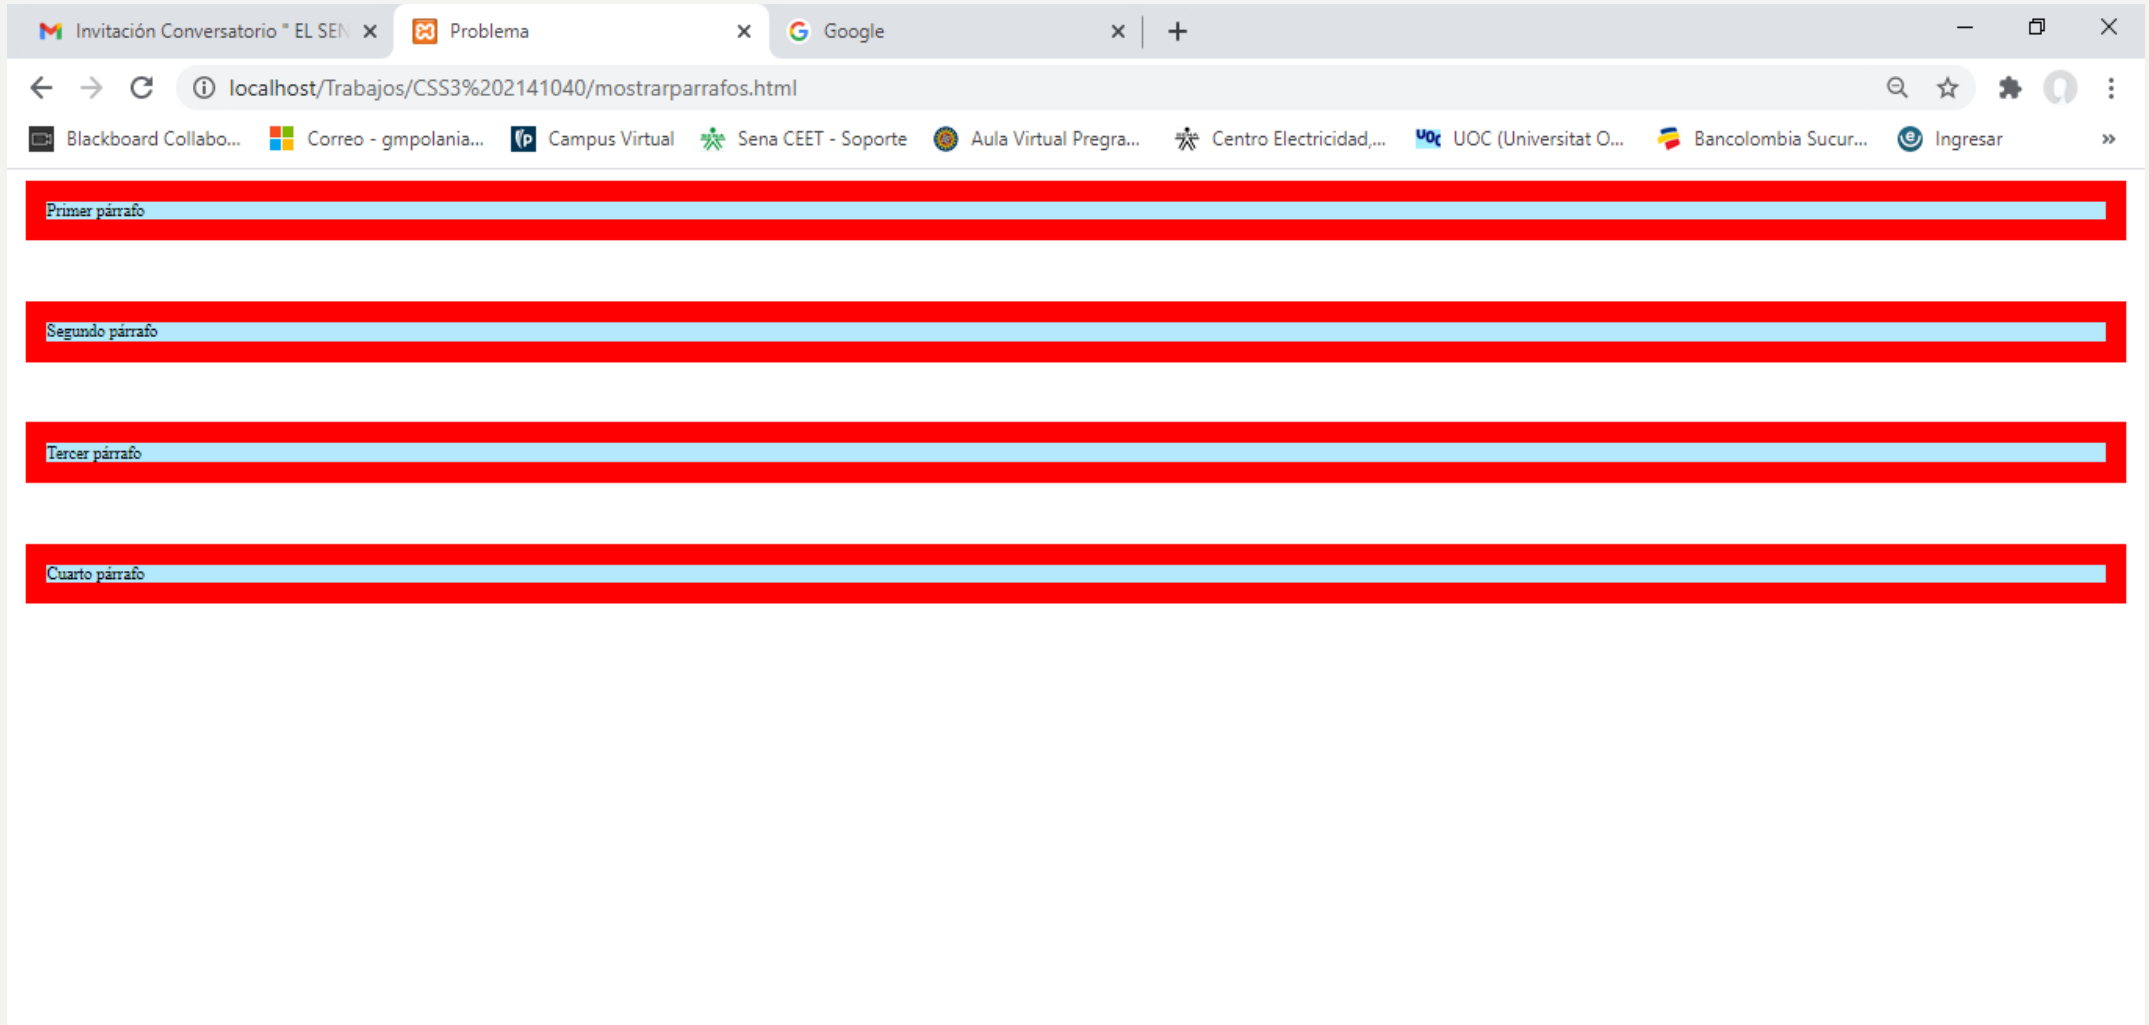 Invitación Conversatorio " EL SEN
Problema
Google
localhost/Trabajos/CSS3%202141040/mostrarparrafos.html
Blackboard Collabo...
Correo - gmpolania...
Campus Virtual
Sena CEET - Soporte
Aula Virtual Pregra...
Centro Electricidad,...
UOC UOC (Universitat O...
Bancolombia Sucur...
Ingresar
Primer párrafo
Segundo párrafo
Tercer párrafo
Cuarto párrafo